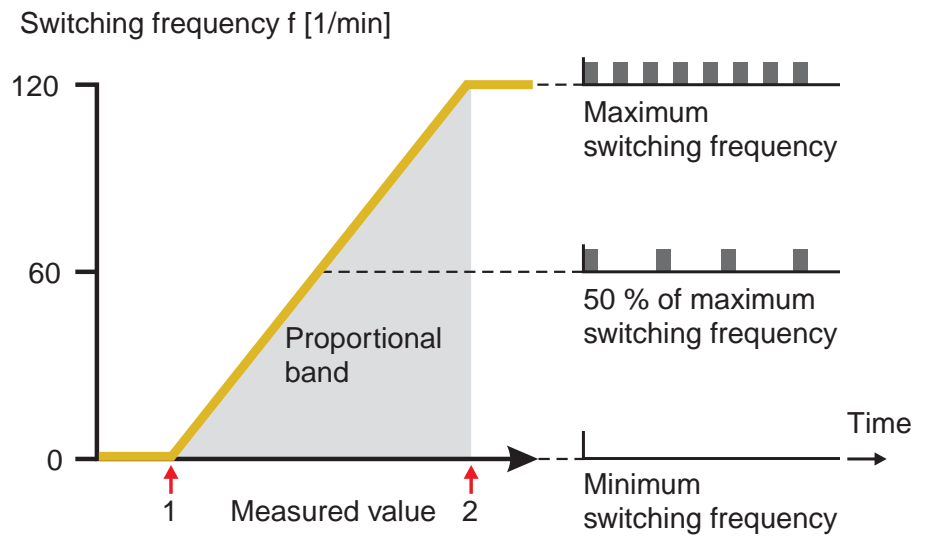 Switching frequency f [1/min]
120
Maximum
switching frequency
60
50 % of maximum
switching frequency
Proportional
band
Time
0
1 Measured value 2
Minimum
switching frequency